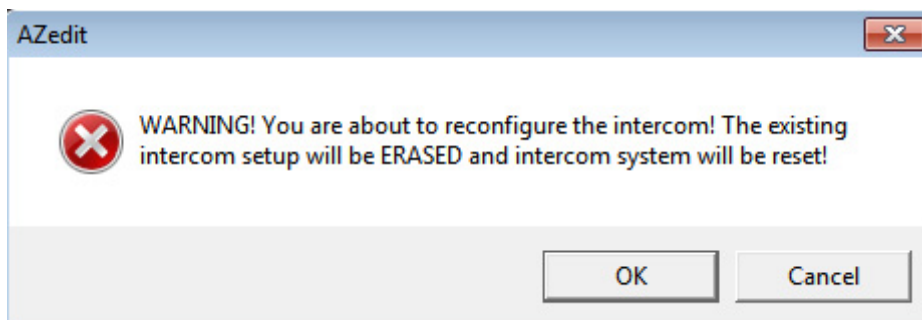 AZedit
WARNING! You are about to reconfigure the intercom! The existing
intercom setup will be ERASED and intercom system will be reset!
OK
Cancel